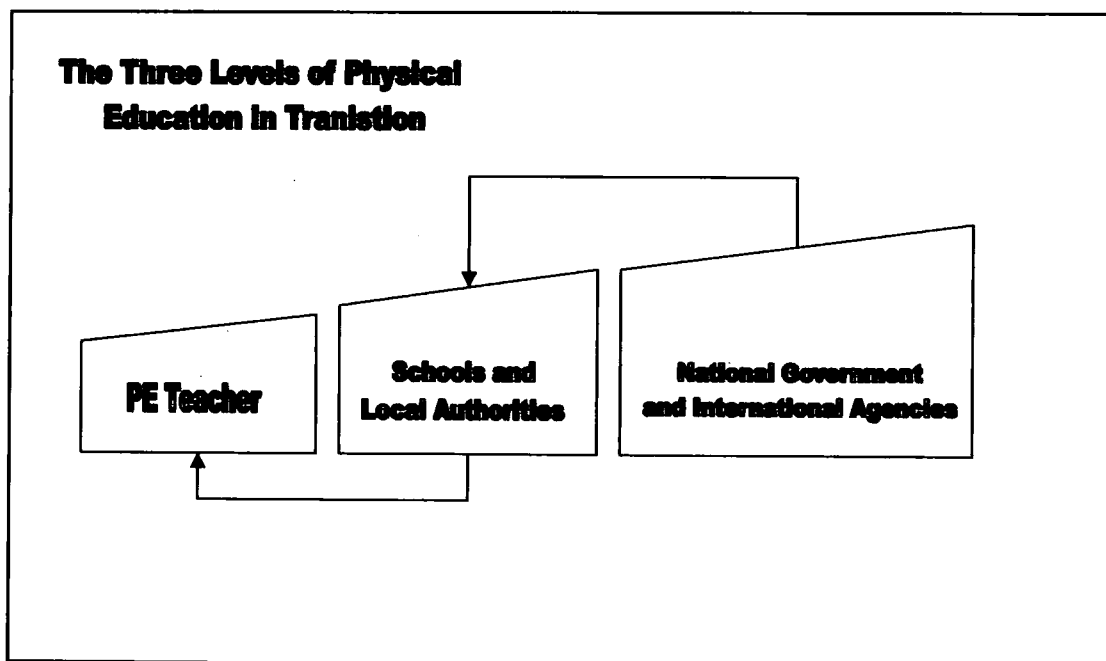 The Three Levels of Physical
Education in Tranistion
PE Teacher
Schools and
Local Authorities
National Government
and International Agencies